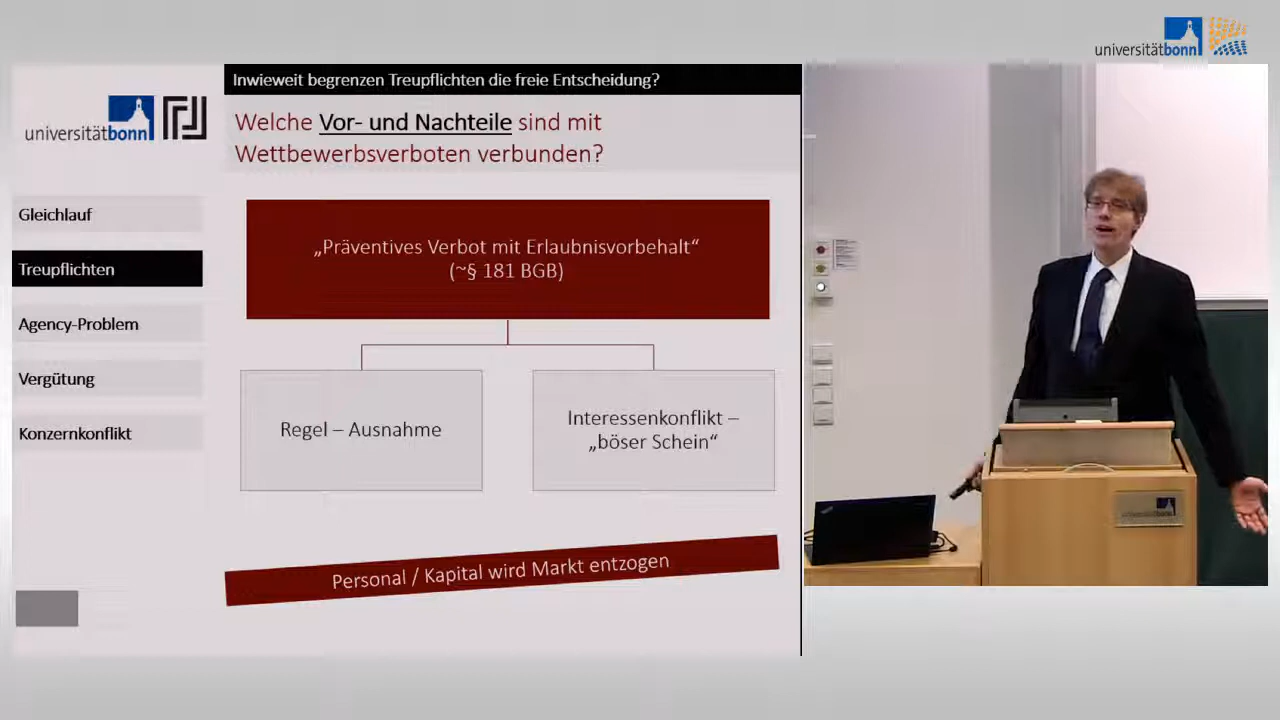 universitätbonn
Inwieweit begrenzen Treupflichten die freie Entscheidung?
universitätbonn
Welche Vor- und Nachteile sind mit
Wettbewerbsverboten verbunden?
Gleichlauf
Treupflichten
Agency-Problem
Vergütung
Konzernkonflikt
„Präventives Verbot mit Erlaubnisvorbehalt“
(~§ 181 BGB)
Regel – Ausnahme
Interessenkonflikt –
„böser Schein“
Personal / Kapital wird Markt entzogen
universitätbonn